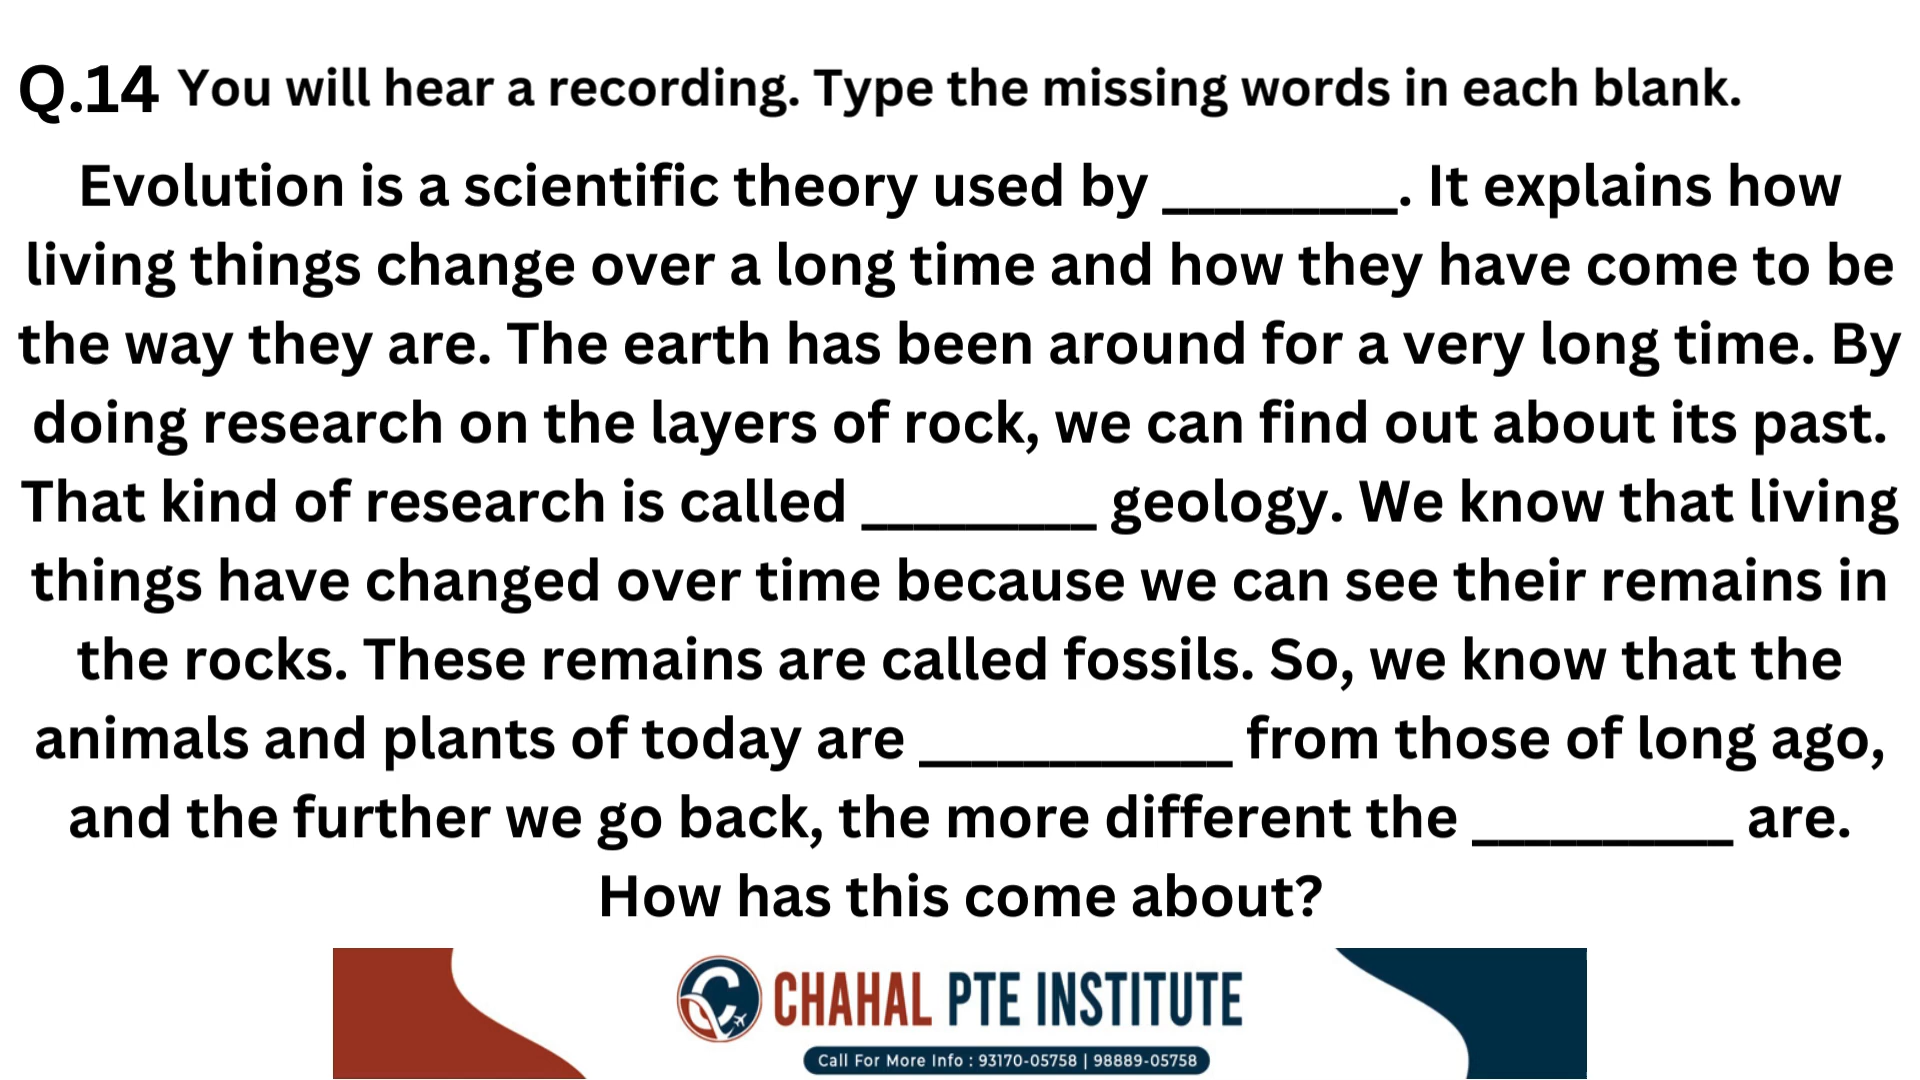 Q.14 You will hear a recording. Type the missing words in each blank.
Evolution is a scientific theory used by _________. It explains how
living things change over a long time and how they have come to be
the way they are. The earth has been around for a very long time. By
doing research on the layers of rock, we can find out about its past.
That kind of research is called _________ geology. We know that living
things have changed over time because we can see their remains in
the rocks. These remains are called fossils. So, we know that the
animals and plants of today are ____________ from those of long ago,
and the further we go back, the more different the __________ are.
How has this come about?
CHAHAL PTE INSTITUTE
Call For More Info : 93170-05758 | 98889-05758